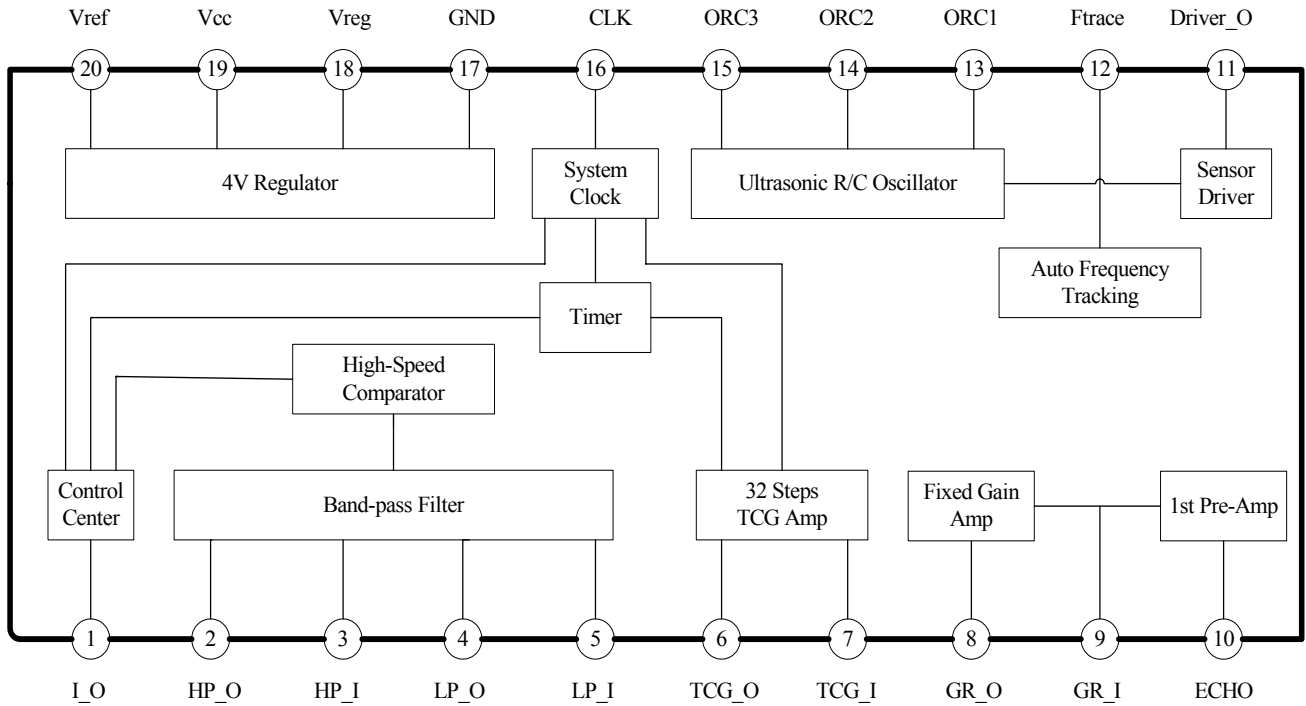 Vref Vcc Vreg GND CLK ORC3 ORC2 ORC1 Ftrace Driver_O
20 19 18 17 16 15 14 13 12 11
4V Regulator
System
Clock
Ultrasonic R/C Oscillator
Sensor
Driver
Auto Frequency
Tracking
Timer
High-Speed
Comparator
Control
Center
Band-pass Filter
32 Steps
TCG Amp
Fixed Gain
Amp
1st Pre-Amp
1 2 3 4 5 6 7 8 9 10
I_O HP_O HP_I LP_O LP_I TCG_O TCG_I GR_O GR_I ECHO